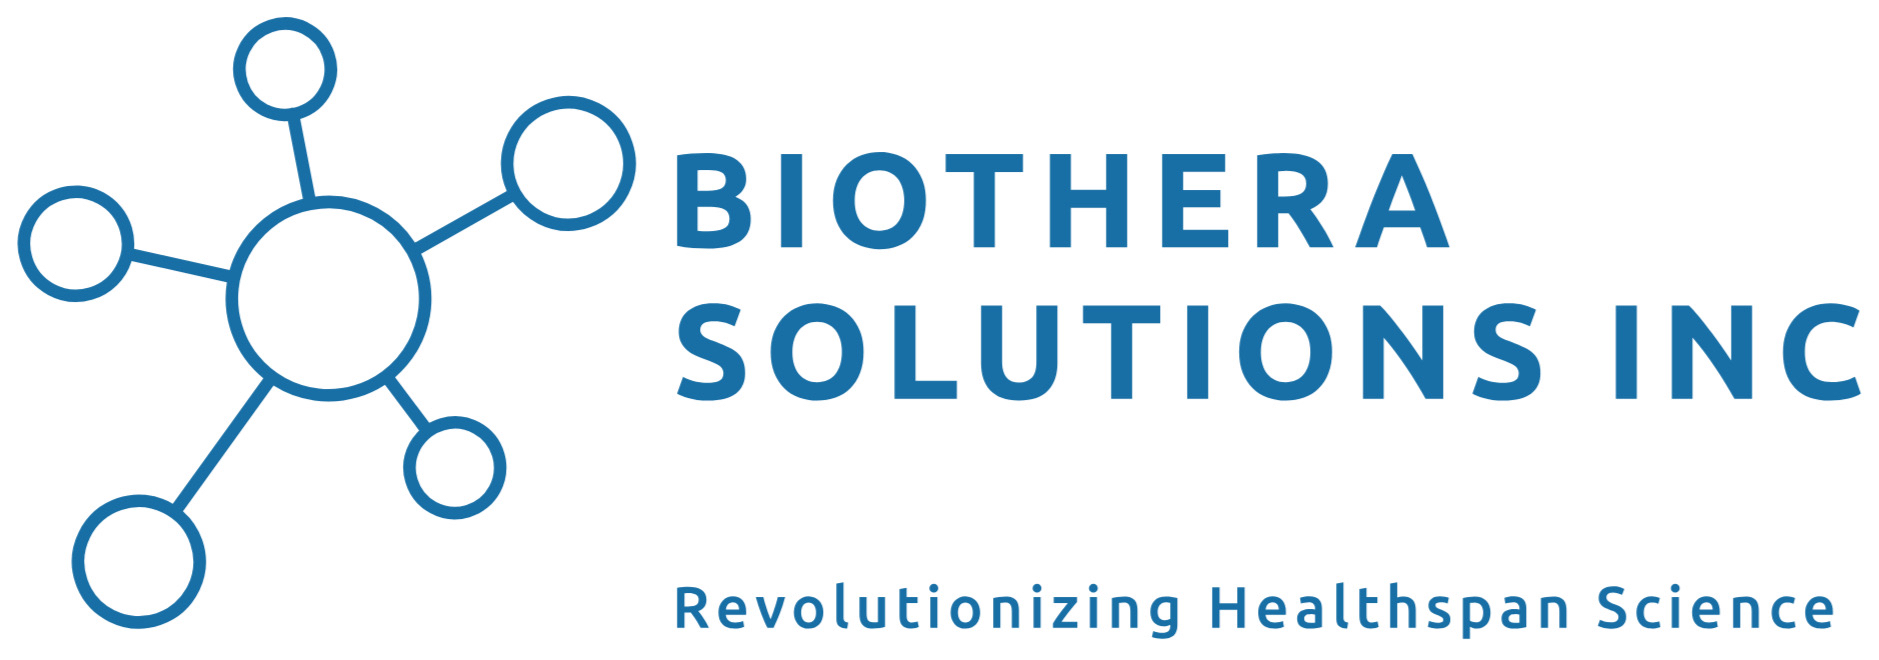 BIOTHERA
SOLUTIONS INC
Revolutionizing Healthspan Science